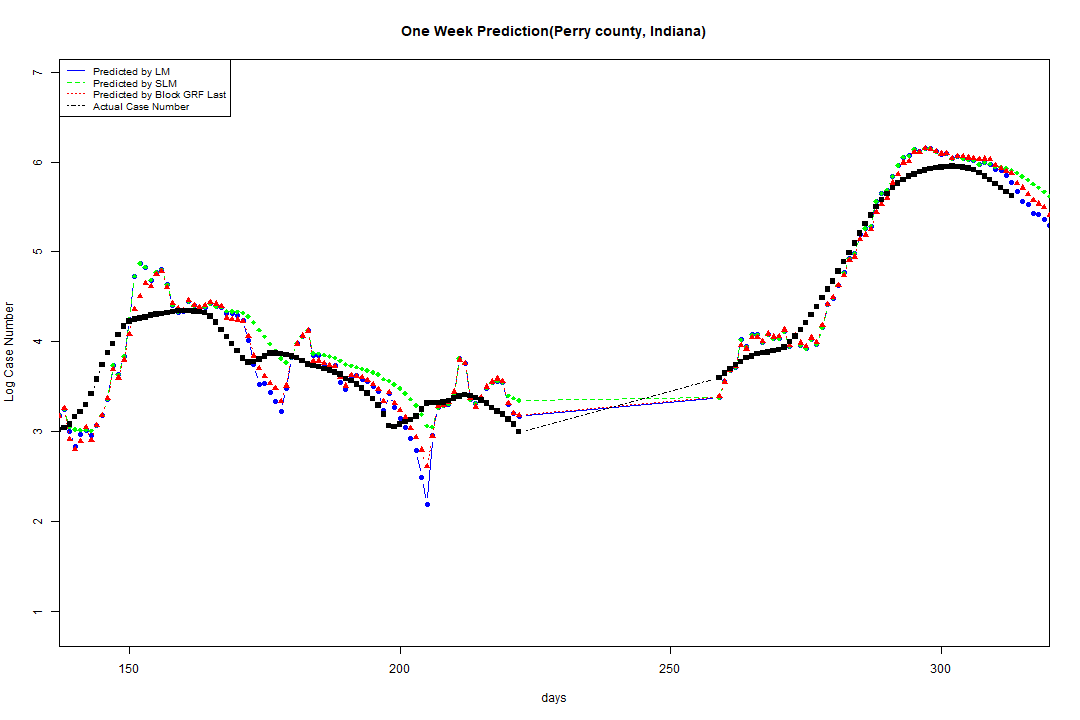 One Week Prediction(Perry county, Indiana)
Predicted by LM
Predicted by SLM
Predicted by Block GRF Last
Actual Case Number
7
6
5
4
3
2
1
Log Case Number
150
200
250
300
days